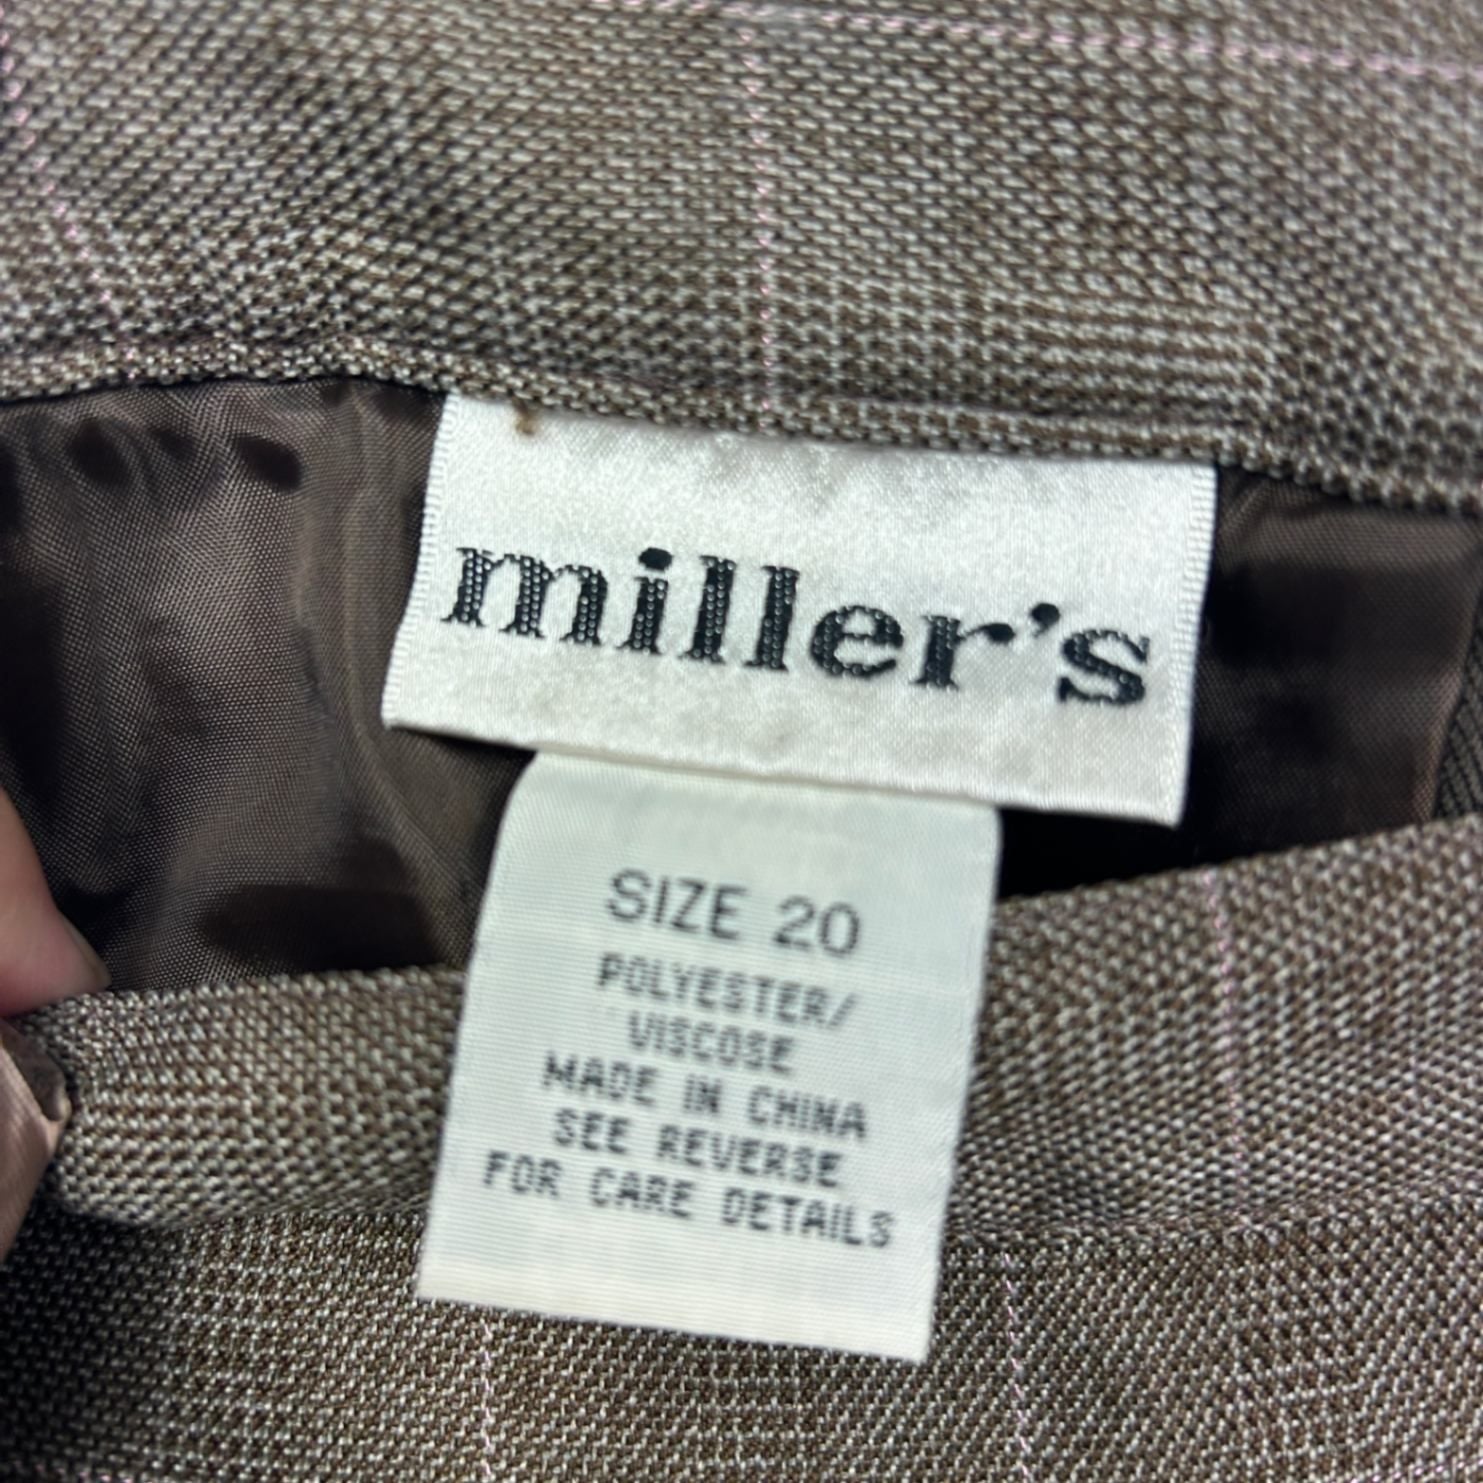 miller's
SIZE 20
POLYESTER/
VISCOSE
MADE IN CHINA
SEE REVERSE
FOR CARE DETAILS